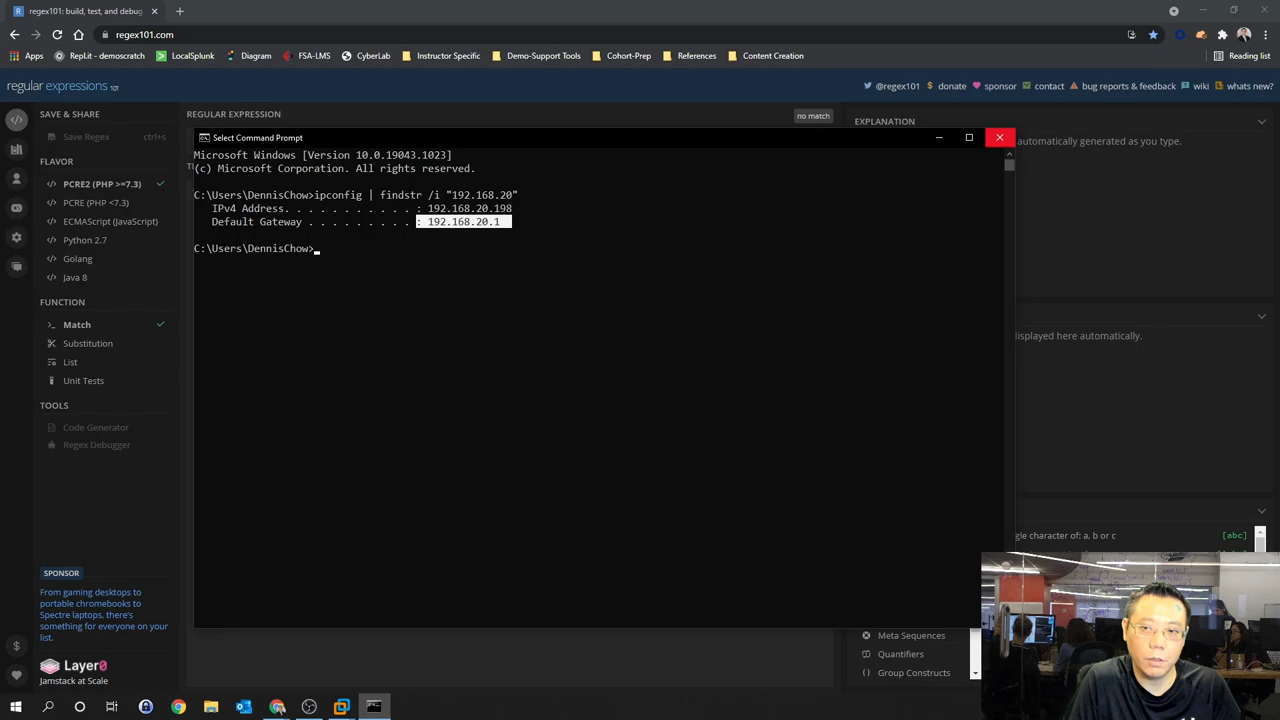 regex101: build, test, and debug
regex101.com
Apps
RepLit - demoscratch
LocalSplunk
Diagram
FSA-LMS
CyberLab
Instructor Specific
Demo-Support Tools
Cohort-Prep
References
Content Creation
Reading list
regular expressions 101
@regex101
donate
sponsor
contact
bug reports & feedback
wiki
whats new?
SAVE & SHARE
Save Regex
ctrl+s
FLAVOR
PCRE2 (PHP >=7.3)
PCRE (PHP <7.3)
ECMAScript (JavaScript)
Python 2.7
Golang
Java 8
FUNCTION
Match
Substitution
List
Unit Tests
TOOLS
Code Generator
Regex Debugger
SPONSOR
From gaming desktops to
portable chromebooks to
Spectre laptops, there's
something for everyone on your
list.
Layer0
Jamstack at Scale
REGULAR EXPRESSION
no match
Select Command Prompt
Microsoft Windows [Version 10.0.19043.1023]
(c) Microsoft Corporation. All rights reserved.
C:\Users\DennisChow>ipconfig | findstr /i "192.168.20"
IPv4 Address. . . . . . . . . . . : 192.168.20.198
Default Gateway . . . . . . . . . : 192.168.20.1
C:\Users\DennisChow>
EXPLANATION
automatically generated as you type.
displayed here automatically.
character of: a, b or c
[abc]
Meta Sequences
Quantifiers
Group Constructs